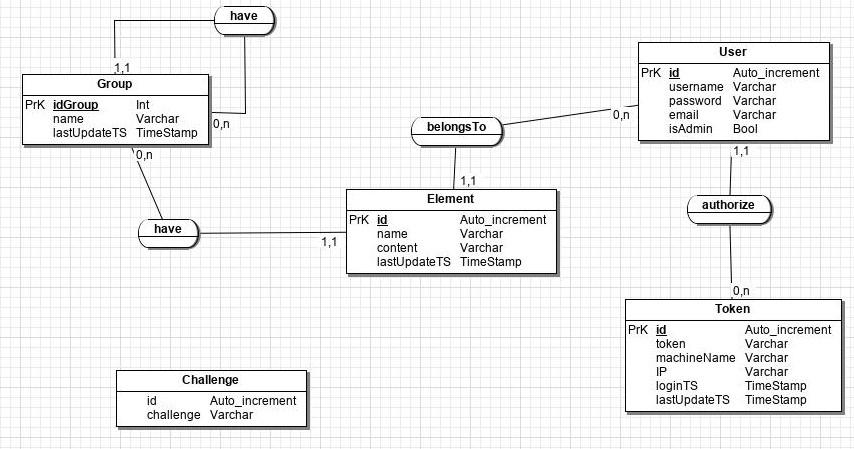 have
1,1
Group
PrK idGroup Int
name Varchar
lastUpdateTS TimeStamp
0,n
0,n
have
1,1
belongsTo
0,n
1,1
Element
PrK id Auto_increment
name Varchar
content Varchar
lastUpdateTS TimeStamp
User
PrK id Auto_increment
username Varchar
password Varchar
email Varchar
isAdmin Bool
1,1
authorize
0,n
Token
PrK id Auto_increment
token Varchar
machineName Varchar
IP Varchar
loginTS TimeStamp
lastUpdateTS TimeStamp
Challenge
id Auto_increment
challenge Varchar